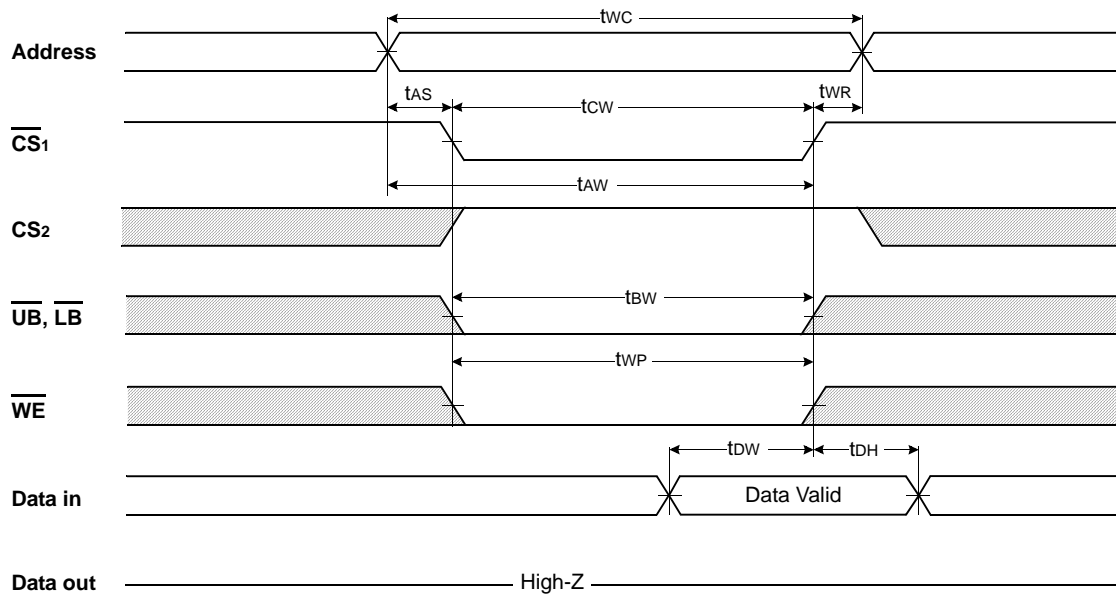 tWC
Address
tAS
tCW
tWR
CS1
tAW
CS2
tBW
UB, LB
tWP
WE
tDW
tDH
Data in
Data Valid
Data out
High-Z